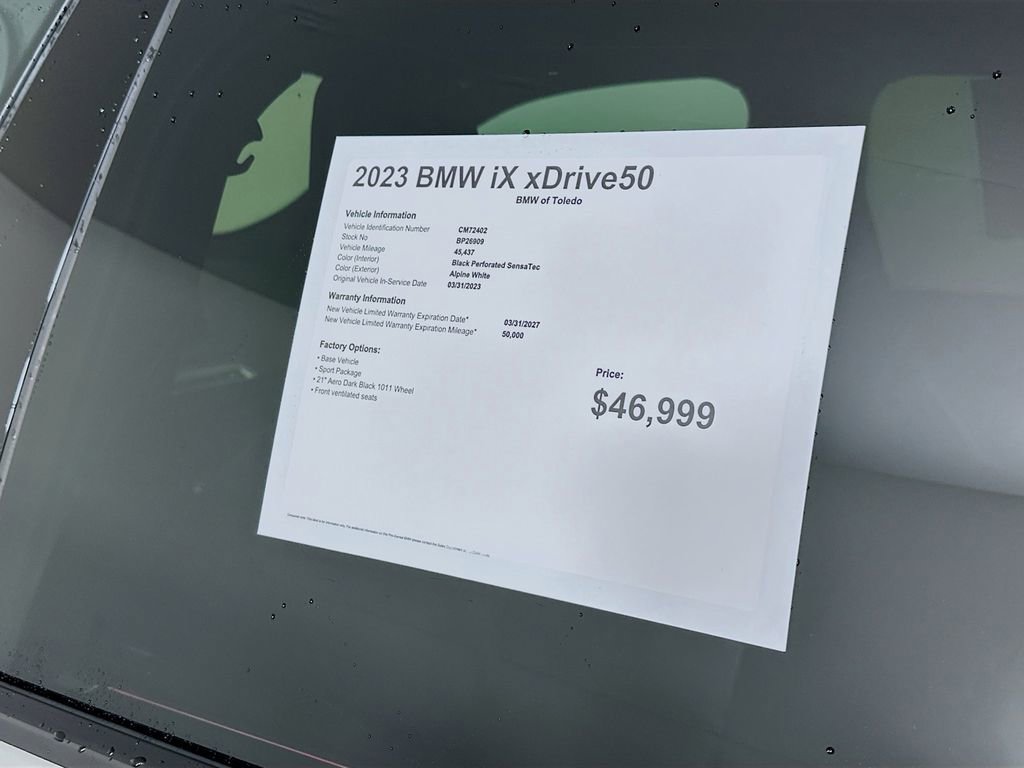 2023 BMW iX xDrive50
BMW of Toledo
Vehicle Information
Vehicle Identification Number CM72402
Stock No BP26909
Vehicle Mileage 45,437
Color (Interior) Black Perforated SensaTec
Color (Exterior) Alpine White
Original Vehicle In-Service Date 03/31/2023
Warranty Information
New Vehicle Limited Warranty Expiration Date* 03/31/2027
New Vehicle Limited Warranty Expiration Mileage* 50,000
Factory Options:
• Base Vehicle
• Sport Package
• 21" Aero Dark Black 1011 Wheel
• Front ventilated seats
Price:
$46,999